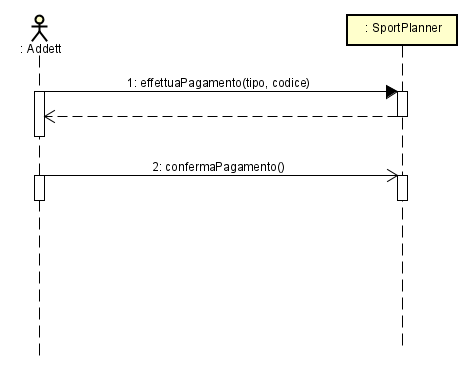 : Addett
: SportPlanner
1: effettuaPagamento(tipo, codice)
2: confermaPagamento()